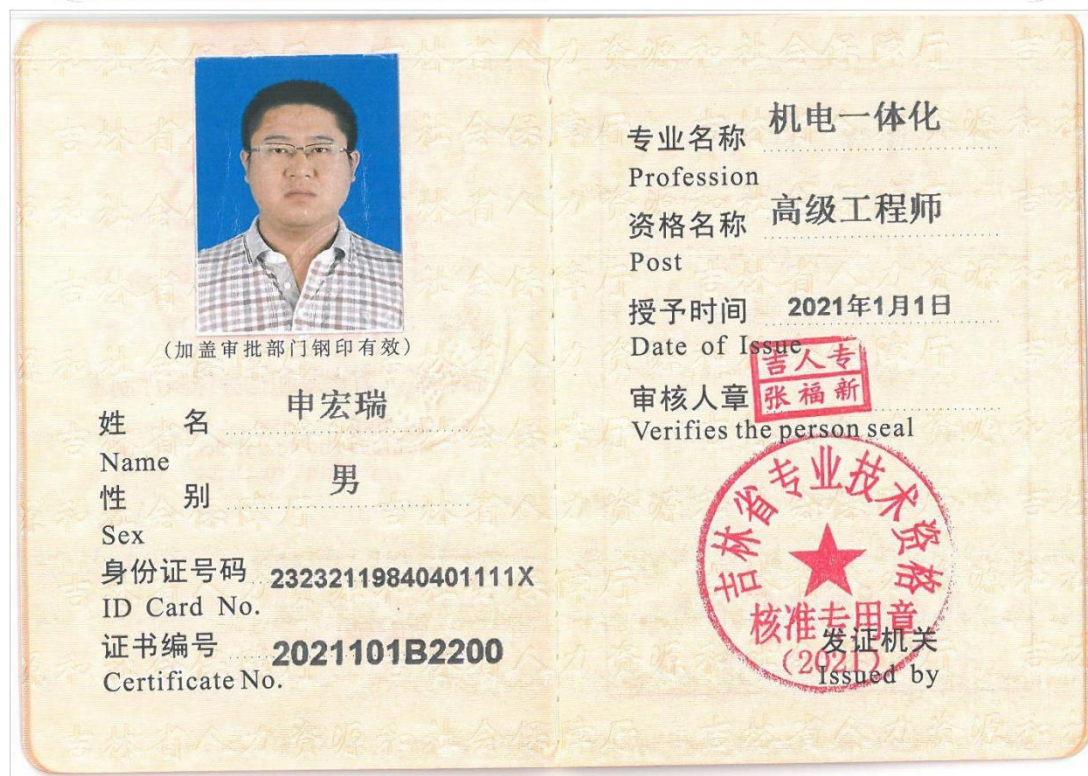 (加盖审批部门钢印有效)
姓 名 申宏瑞
Name
性 别 男
Sex
身份证号码 23232119840401111X
ID Card No.
证书编号 2021101B2200
Certificate No.
专业名称 机电一体化
Profession
资格名称 高级工程师
Post
授予时间 2021年1月1日
Date of Issue
吉人专
张福新
审核人章
Verifies the person seal
吉林省专业技术资格
核准专用章
(2021)
发证机关
Issued by